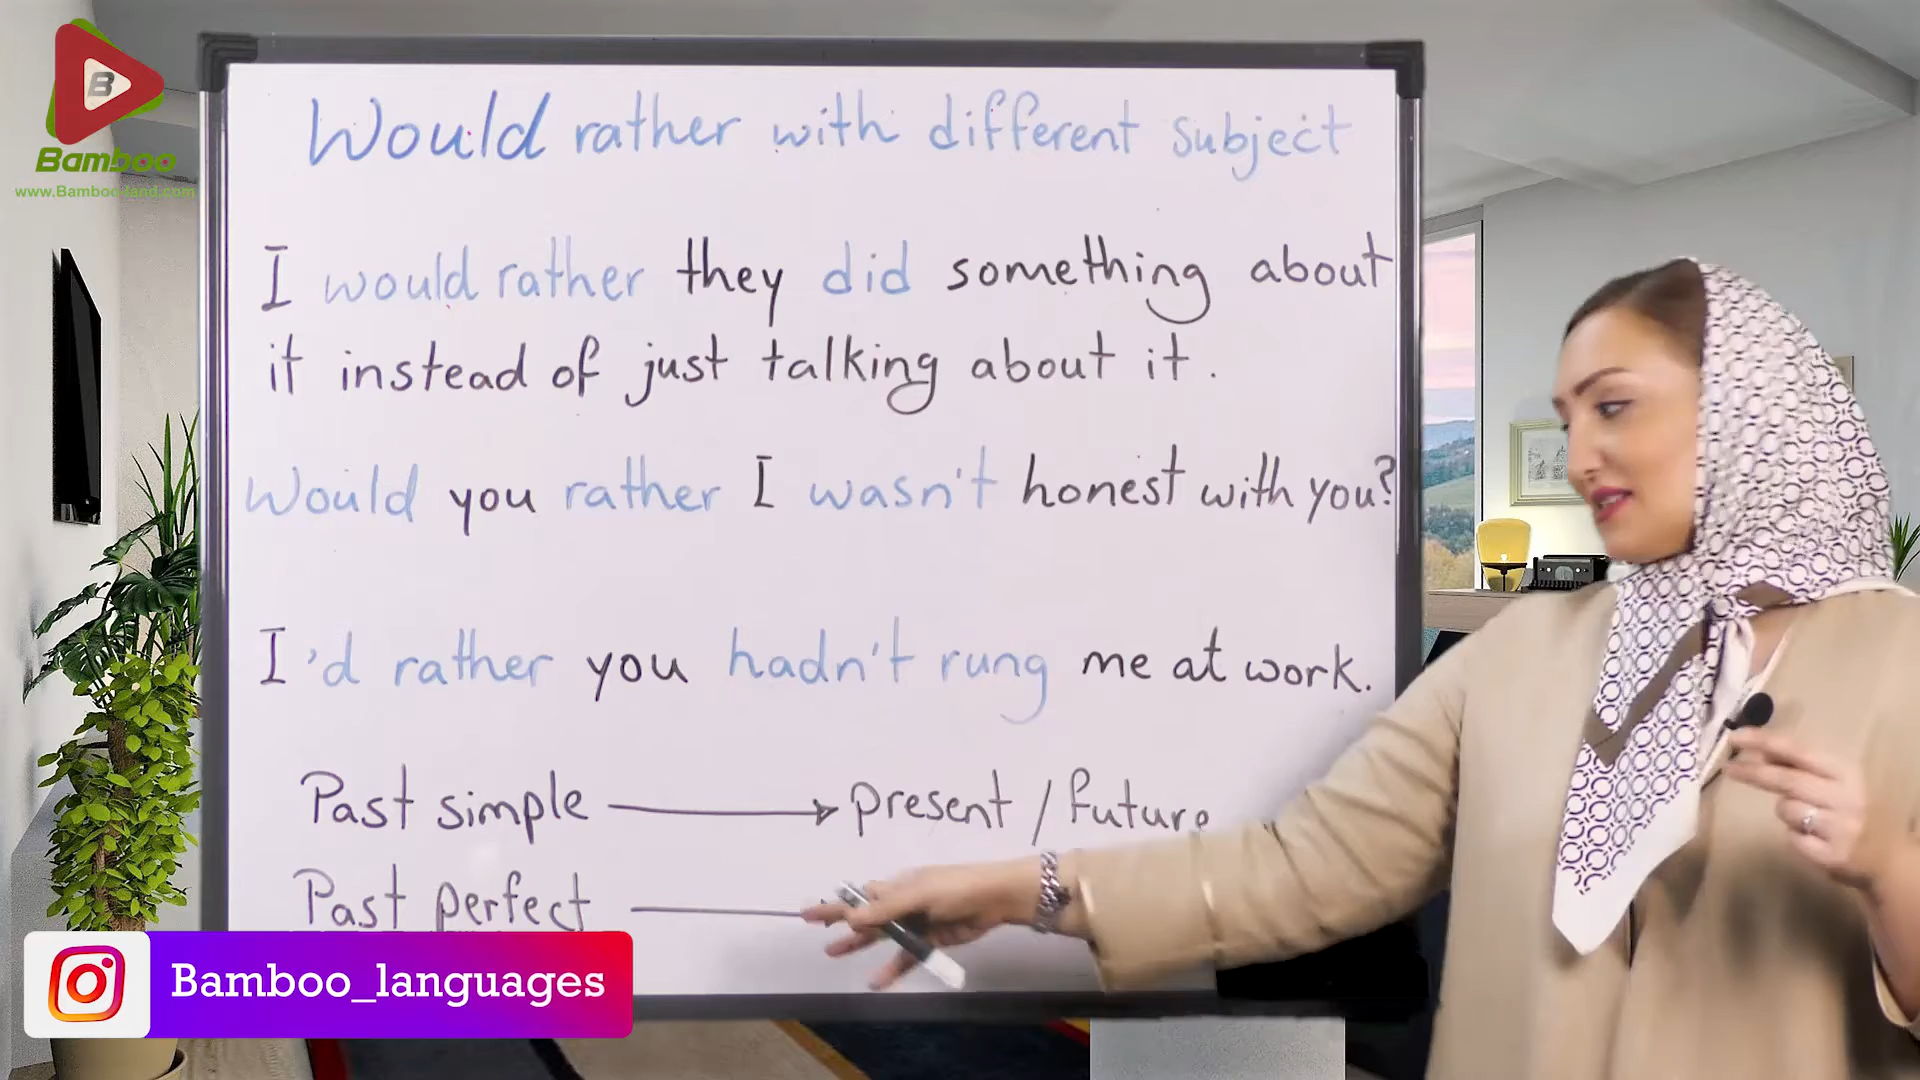 B
Bamboo
www.Bambooland.com
Would rather with different subject
I would rather they did something about
it instead of just talking about it.
Would you rather I wasn't honest with you?
I'd rather you hadn't rung me at work.
Past simple → present / future
Past perfect
Bamboo_languages